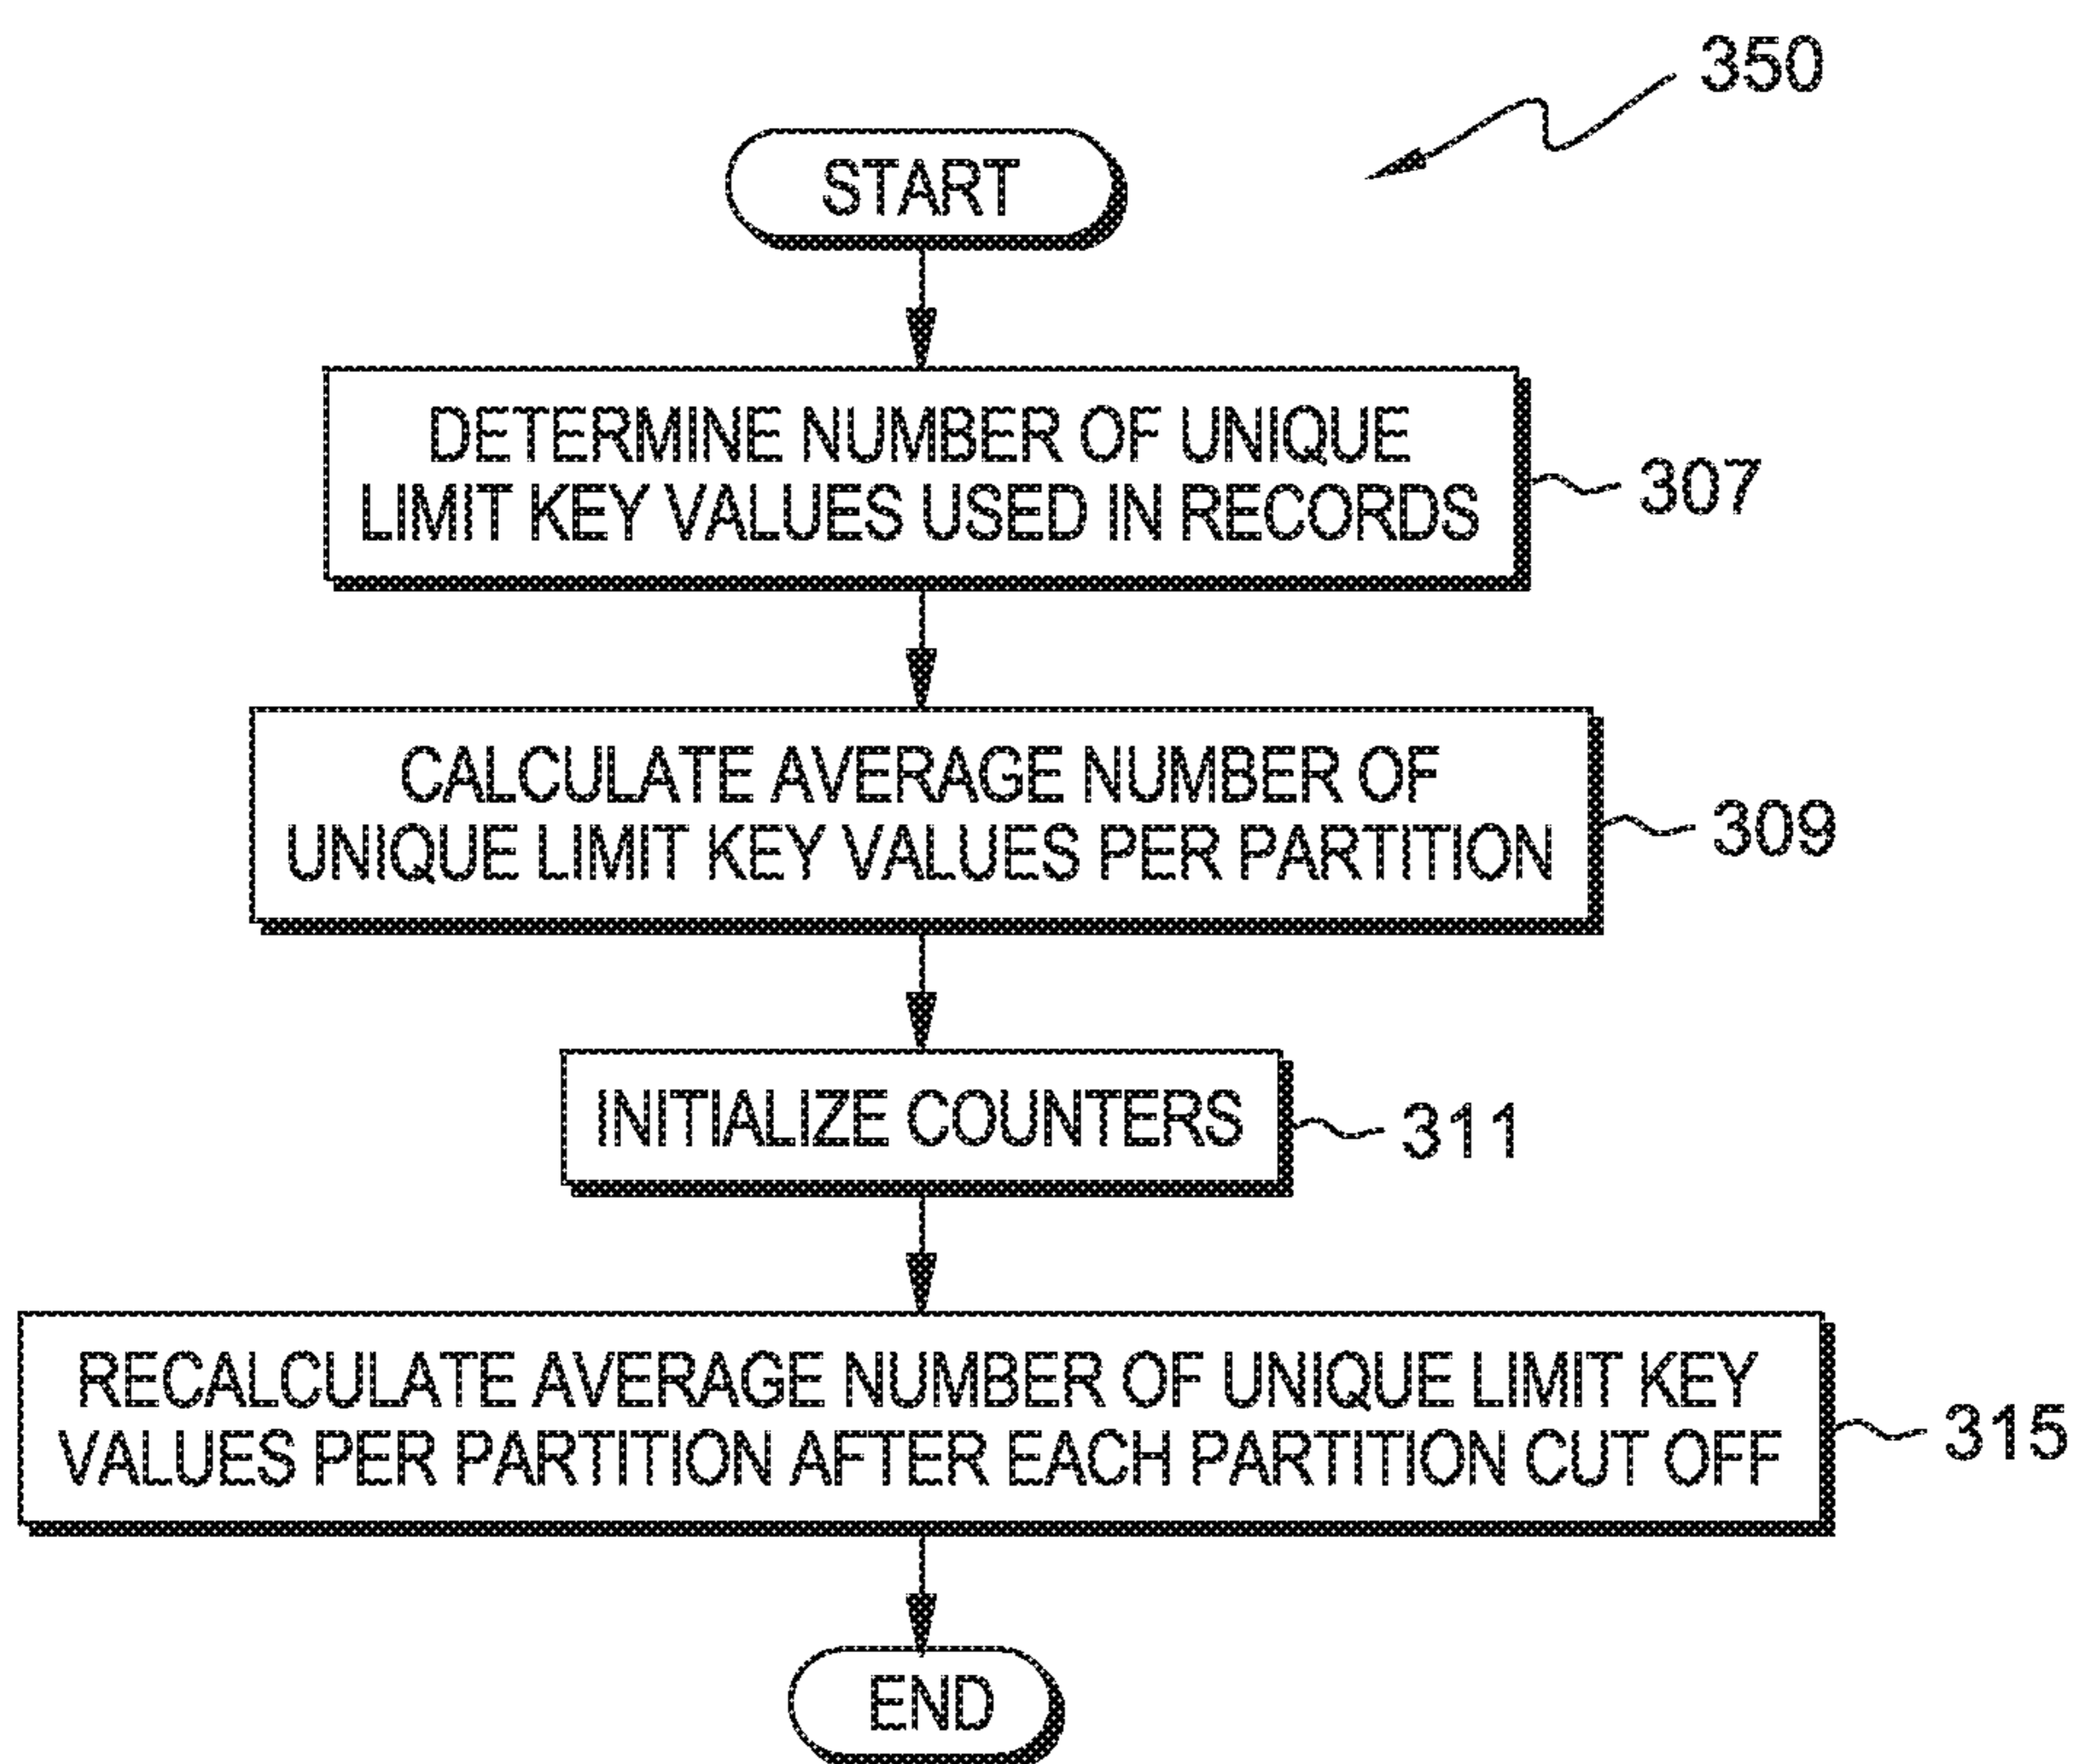 350
START
DETERMINE NUMBER OF UNIQUE
LIMIT KEY VALUES USED IN RECORDS
307
CALCULATE AVERAGE NUMBER OF
UNIQUE LIMIT KEY VALUES PER PARTITION
309
INITIALIZE COUNTERS
311
RECALCULATE AVERAGE NUMBER OF UNIQUE LIMIT KEY
VALUES PER PARTITION AFTER EACH PARTITION CUT OFF
315
END